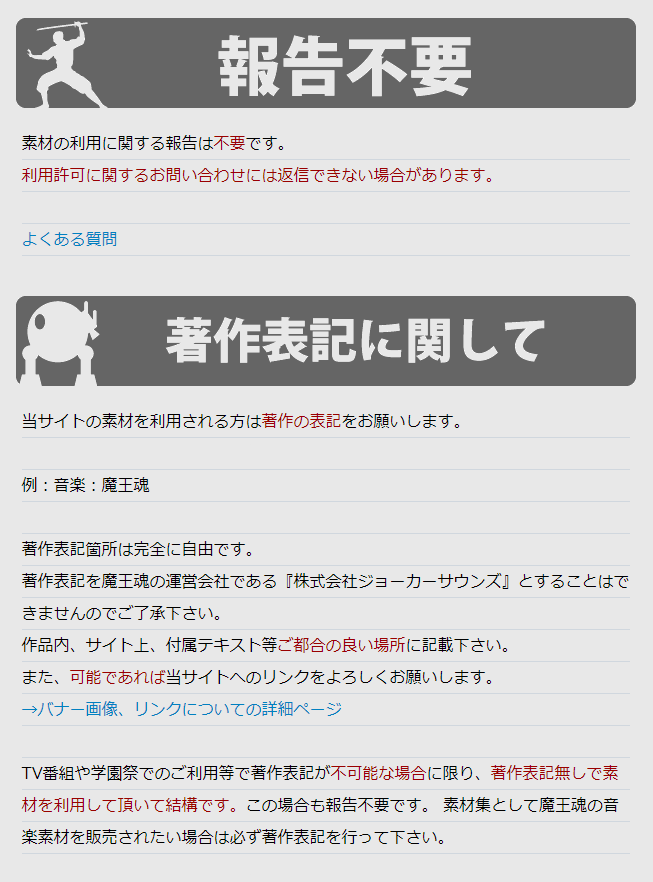 報告不要
素材の利用に関する報告は不要です。
利用許可に関するお問い合わせには返信できない場合があります。
よくある質問
著作表記に関して
当サイトの素材を利用される方は著作の表記をお願いします。
例：音楽：魔王魂
著作表記箇所は完全に自由です。
著作表記を魔王魂の運営会社である『株式会社ジョーカーサウンズ』とすることはで
きませんのでご了承下さい。
作品内、サイト上、付属テキスト等ご都合の良い場所に記載下さい。
また、可能であれば当サイトへのリンクをよろしくお願いします。
→バナー画像、リンクについての詳細ページ
TV番組や学園祭でのご利用等で著作表記が不可能な場合に限り、著作表記無しで素
材を利用して頂いて結構です。この場合も報告不要です。 素材集として魔王魂の音
楽素材を販売されたい場合は必ず著作表記を行って下さい。